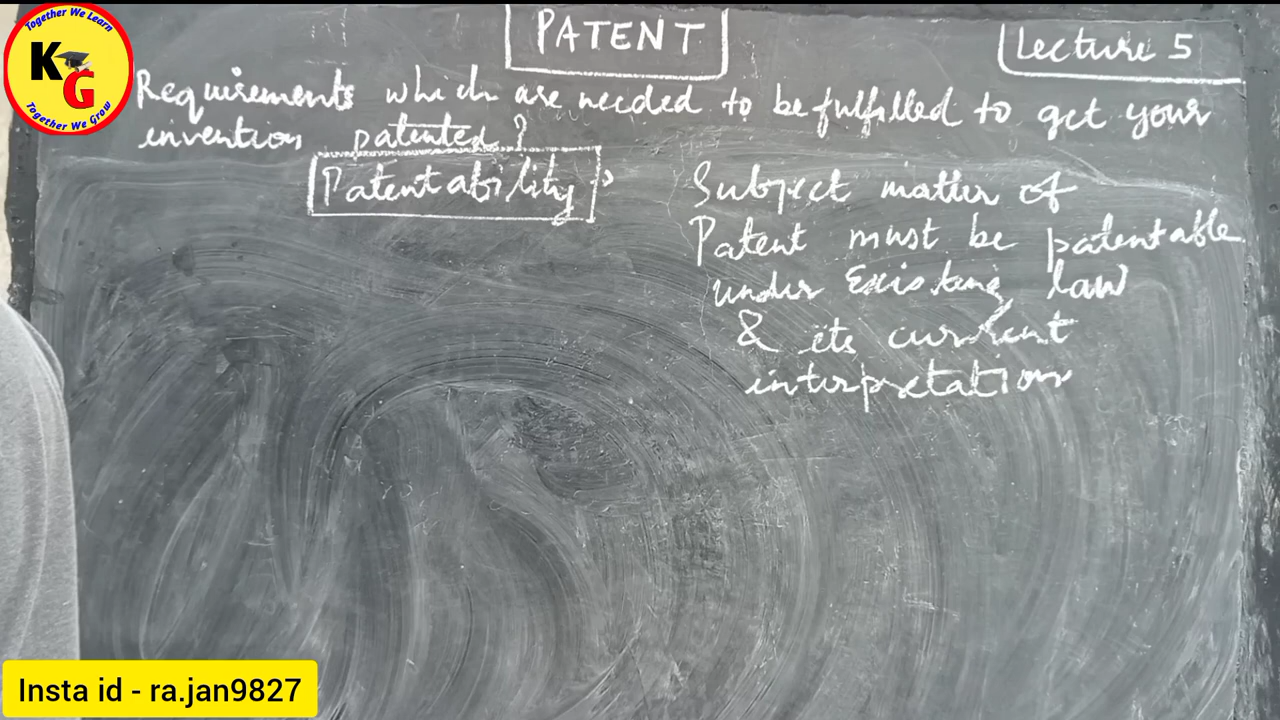 Together We Learn
KG
Together We Grow
PATENT
Lecture 5
Requirements which are needed to be fulfilled to get your
invention patented?
Patentability :
Subject matter of
Patent must be patentable
under Existing law
& its current
interpretation
Insta id - ra.jan9827